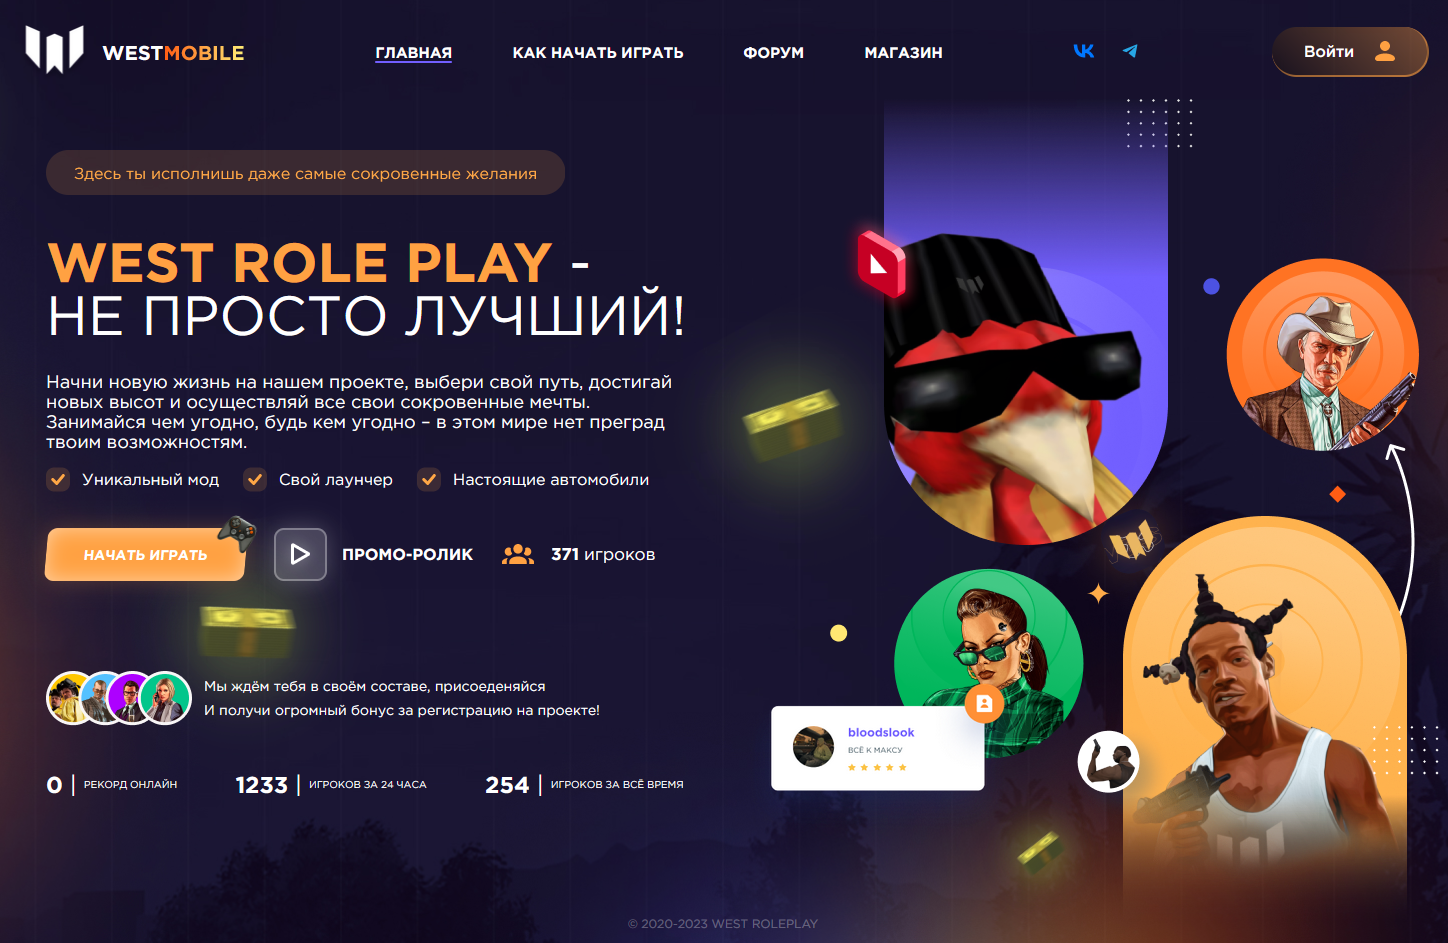 WESTMOBILE
ГЛАВНАЯ
КАК НАЧАТЬ ИГРАТЬ
ФОРУМ
МАГАЗИН
Войти
Здесь ты исполнишь даже самые сокровенные желания
WEST ROLE PLAY -
НЕ ПРОСТО ЛУЧШИЙ!
Начни новую жизнь на нашем проекте, выбери свой путь, достигай
новых высот и осуществляй все свои сокровенные мечты.
Занимайся чем угодно, будь кем угодно – в этом мире нет преград
твоим возможностям.
Уникальный мод
Свой лаунчер
Настоящие автомобили
НАЧАТЬ ИГРАТЬ
ПРОМО-РОЛИК
371 игроков
Мы ждём тебя в своём составе, присоеденяйся
И получи огромный бонус за регистрацию на проекте!
0 | РЕКОРД ОНЛАЙН
1233 | ИГРОКОВ ЗА 24 ЧАСА
254 | ИГРОКОВ ЗА ВСЁ ВРЕМЯ
bloodslook
ВСЁ К МАКСУ
© 2020-2023 WEST ROLEPLAY